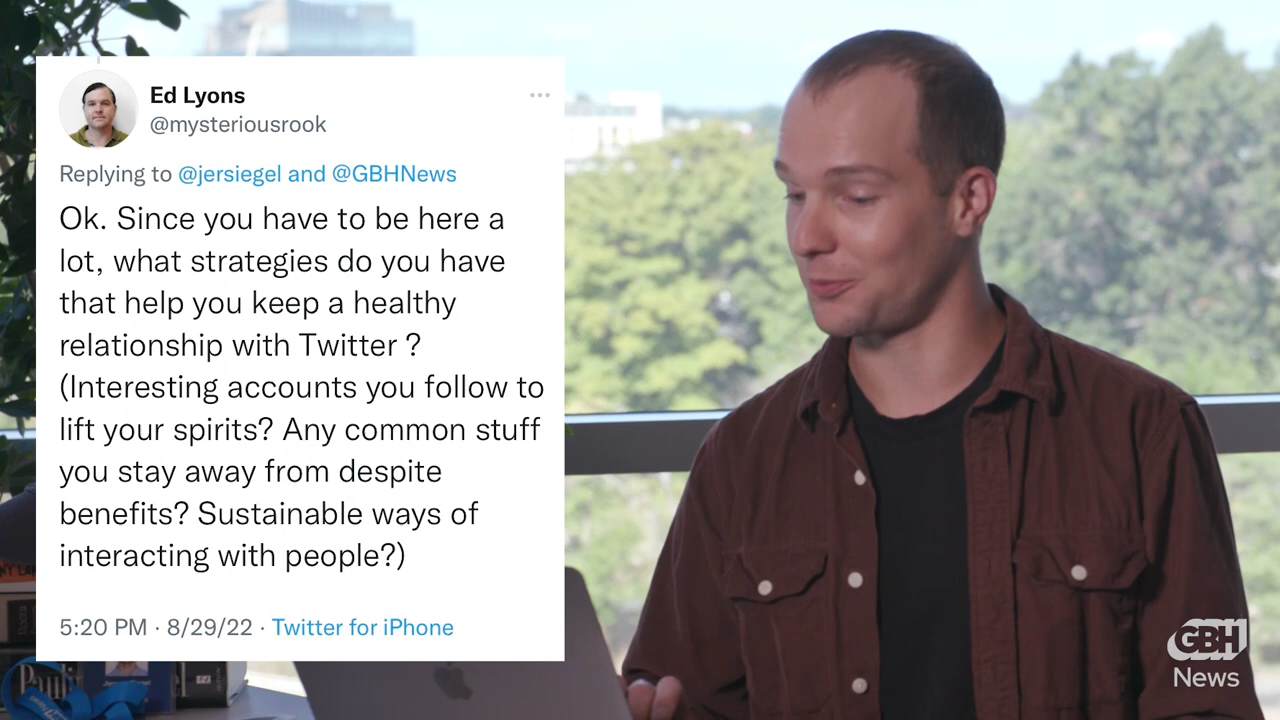 Ed Lyons
@mysteriousrook
Replying to @jersiegel and @GBHNews
Ok. Since you have to be here a
lot, what strategies do you have
that help you keep a healthy
relationship with Twitter ?
(Interesting accounts you follow to
lift your spirits? Any common stuff
you stay away from despite
benefits? Sustainable ways of
interacting with people?)
5:20 PM · 8/29/22 · Twitter for iPhone
GBH
News